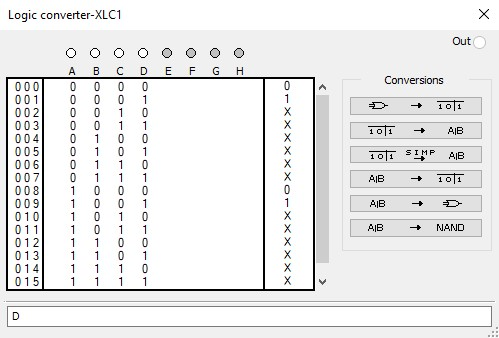 Logic converter-XLC1
Out
A B C D E F G H
000 0 0 0 0 0
001 0 0 0 1 1
002 0 0 1 0 X
003 0 0 1 1 X
004 0 1 0 0 X
005 0 1 0 1 X
006 0 1 1 0 X
007 0 1 1 1 X
008 1 0 0 0 0
009 1 0 0 1 1
010 1 0 1 0 X
011 1 0 1 1 X
012 1 1 0 0 X
013 1 1 0 1 X
014 1 1 1 0 X
015 1 1 1 1 X
Conversions
→ 1 0 | 1
1 0 | 1 → A|B
1 0 | 1 SIMP → A|B
A|B → 1 0 | 1
A|B →
A|B → NAND
D